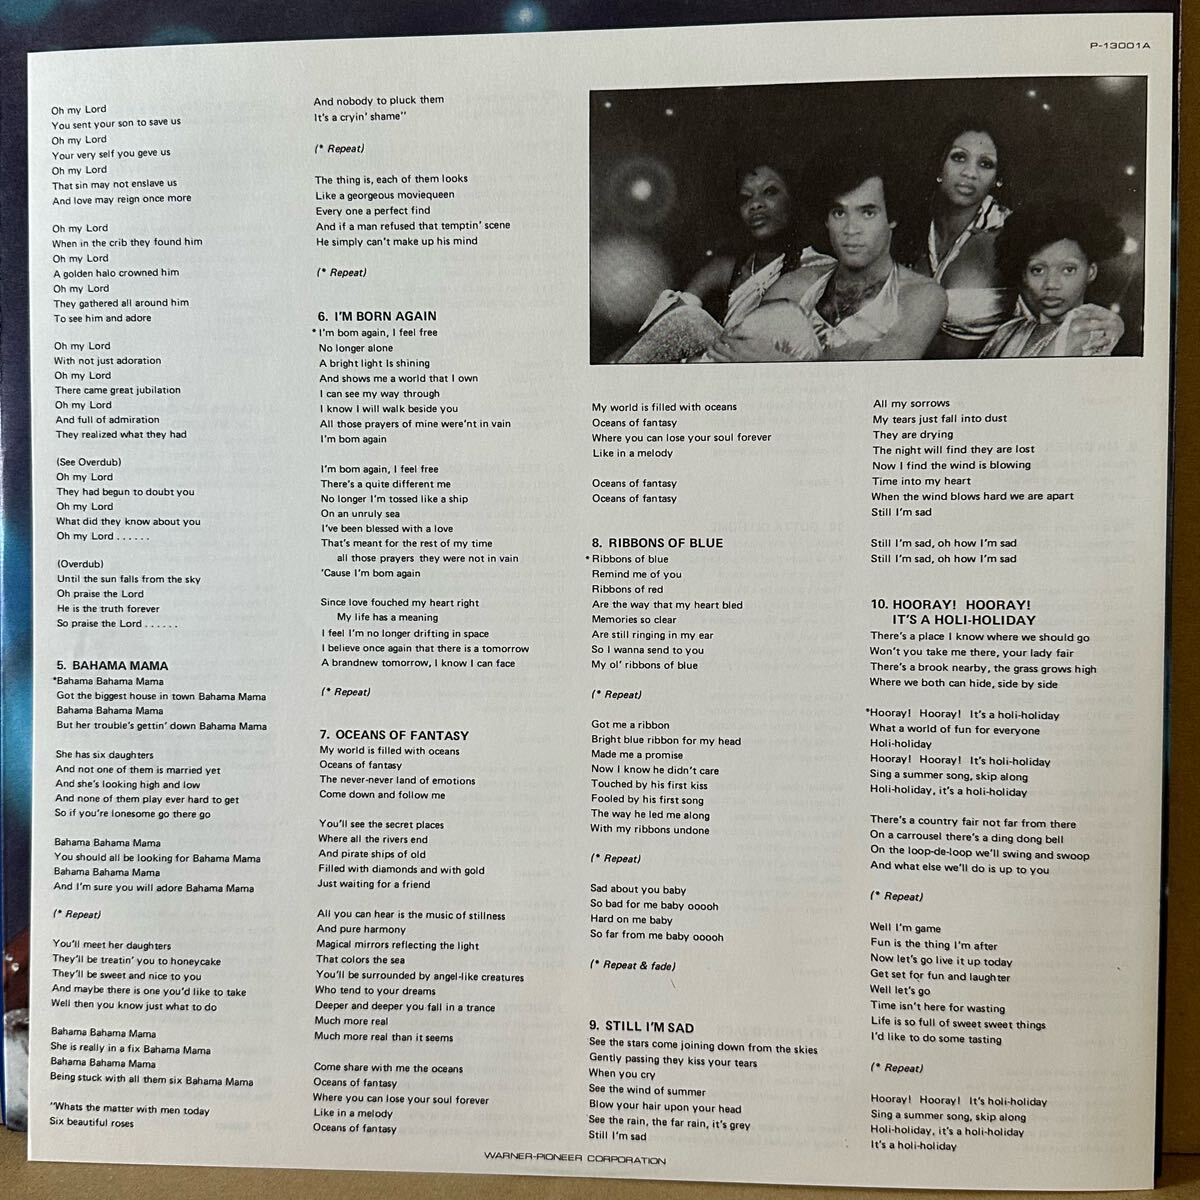 P-13001A
Oh my Lord
You sent your son to save us
Oh my Lord
Your very self you geve us
Oh my Lord
That sin may not enslave us
And love may reign once more
Oh my Lord
When in the crib they found him
Oh my Lord
A golden halo crowned him
Oh my Lord
They gathered all around him
To see him and adore
Oh my Lord
With not just adoration
Oh my Lord
There came great jubilation
Oh my Lord
And full of admiration
They realized what they had
(See Overdub)
Oh my Lord
They had begun to doubt you
Oh my Lord
What did they know about you
Oh my Lord . . . . . .
(Overdub)
Until the sun falls from the sky
Oh praise the Lord
He is the truth forever
So praise the Lord . . . . . .
5. BAHAMA MAMA
*Bahama Bahama Mama
Got the biggest house in town Bahama Mama
Bahama Bahama Mama
But her trouble's gettin' down Bahama Mama
She has six daughters
And not one of them is married yet
And she's looking high and low
And none of them play ever hard to get
So if you're lonesome go there go
Bahama Bahama Mama
You should all be looking for Bahama Mama
Bahama Bahama Mama
And I'm sure you will adore Bahama Mama
(* Repeat)
You'll meet her daughters
They'll be treatin' you to honeycake
They'll be sweet and nice to you
And maybe there is one you'd like to take
Well then you know just what to do
Bahama Bahama Mama
She is really in a fix Bahama Mama
Bahama Bahama Mama
Being stuck with all them six Bahama Mama
"Whats the matter with men today
Six beautiful roses
And nobody to pluck them
It's a cryin' shame"
(* Repeat)
The thing is, each of them looks
Like a georgeous moviequeen
Every one a perfect find
And if a man refused that temptin' scene
He simply can't make up his mind
(* Repeat)
6. I'M BORN AGAIN
*I'm bom again, I feel free
No longer alone
A bright light Is shining
And shows me a world that I own
I can see my way through
I know I will walk beside you
All those prayers of mine were'nt in vain
I'm bom again
I'm bom again, I feel free
There's a quite different me
No longer I'm tossed like a ship
On an unruly sea
I've been blessed with a love
That's meant for the rest of my time
all those prayers they were not in vain
'Cause I'm bom again
Since love fouched my heart right
My life has a meaning
I feel I'm no longer drifting in space
I believe once again that there is a tomorrow
A brandnew tomorrow, I know I can face
(* Repeat)
7. OCEANS OF FANTASY
My world is filled with oceans
Oceans of fantasy
The never-never land of emotions
Come down and follow me
You'll see the secret places
Where all the rivers end
And pirate ships of old
Filled with diamonds and with gold
Just waiting for a friend
All you can hear is the music of stillness
And pure harmony
Magical mirrors reflecting the light
That colors the sea
You'll be surrounded by angel-like creatures
Who tend to your dreams
Deeper and deeper you fall in a trance
Much more real
Much more real than it seems
Come share with me the oceans
Oceans of fantasy
Where you can lose your soul forever
Like in a melody
Oceans of fantasy
My world is filled with oceans
Oceans of fantasy
Where you can lose your soul forever
Like in a melody
Oceans of fantasy
Oceans of fantasy
8. RIBBONS OF BLUE
*Ribbons of blue
Remind me of you
Ribbons of red
Are the way that my heart bled
Memories so clear
Are still ringing in my ear
So I wanna send to you
My ol' ribbons of blue
(* Repeat)
Got me a ribbon
Bright blue ribbon for my head
Made me a promise
Now I know he didn't care
Touched by his first kiss
Fooled by his first song
The way he led me along
With my ribbons undone
(* Repeat)
Sad about you baby
So bad for me baby ooooh
Hard on me baby
So far from me baby ooooh
(* Repeat & fade)
9. STILL I'M SAD
See the stars come joining down from the skies
Gently passing they kiss your tears
When you cry
See the wind of summer
Blow your hair upon your head
See the rain, the far rain, it's grey
Still I'm sad
All my sorrows
My tears just fall into dust
They are drying
The night will find they are lost
Now I find the wind is blowing
Time into my heart
When the wind blows hard we are apart
Still I'm sad
Still I'm sad, oh how I'm sad
Still I'm sad, oh how I'm sad
10. HOORAY! HOORAY!
IT'S A HOLI-HOLIDAY
There's a place I know where we should go
Won't you take me there, your lady fair
There's a brook nearby, the grass grows high
Where we both can hide, side by side
*Hooray! Hooray! It's a holi-holiday
What a world of fun for everyone
Holi-holiday
Hooray! Hooray! It's holi-holiday
Sing a summer song, skip along
Holi-holiday, it's a holi-holiday
There's a country fair not far from there
On a carrousel there's a ding dong bell
On the loop-de-loop we'll swing and swoop
And what else we'll do is up to you
(* Repeat)
Well I'm game
Fun is the thing I'm after
Now let's go live it up today
Get set for fun and laughter
Well let's go
Time isn't here for wasting
Life is so full of sweet sweet things
I'd like to do some tasting
(* Repeat)
Hooray! Hooray! It's holi-holiday
Sing a summer song, skip along
Holi-holiday, it's a holi-holiday
It's a holi-holiday
WARNER-PIONEER CORPORATION